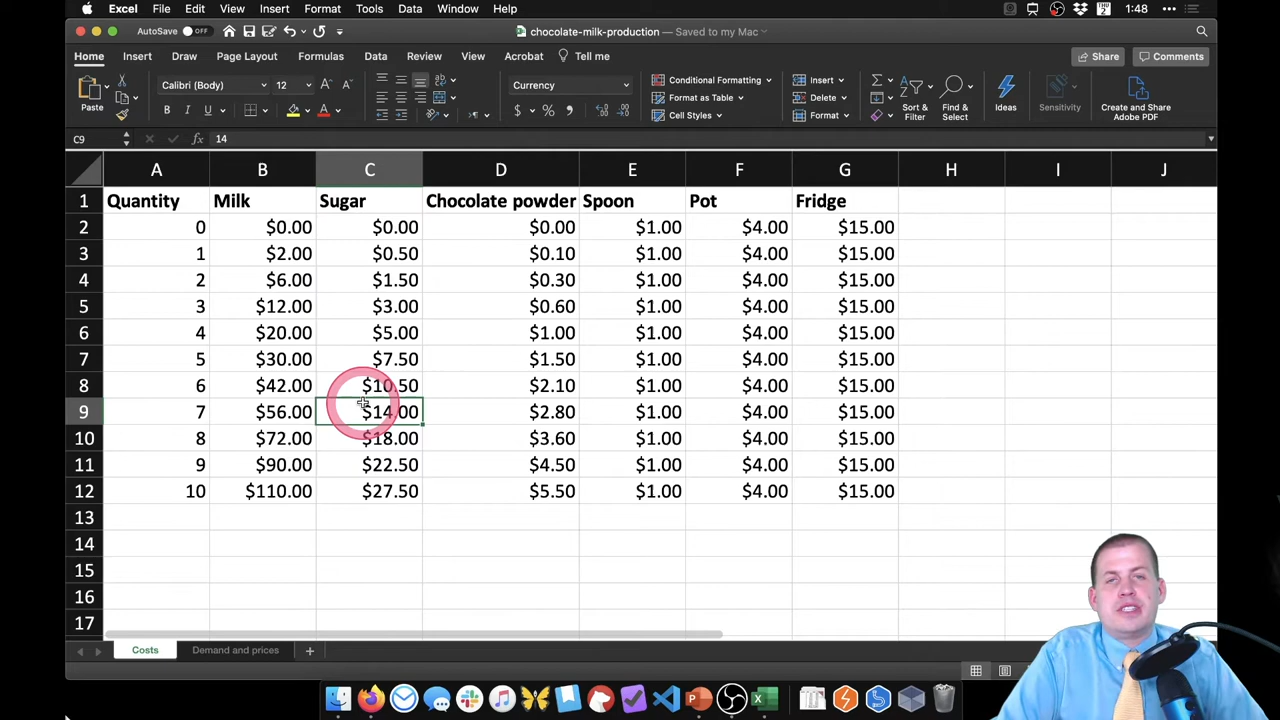 Excel File Edit View Insert Format Tools Data Window Help THU 2 1:48
AutoSave OFF chocolate-milk-production — Saved to my Mac
Home Insert Draw Page Layout Formulas Data Review View Acrobat Tell me Share Comments
Paste Calibri (Body) 12 Currency Conditional Formatting Insert
B I U Format as Table Delete Sort & Filter Find & Select Ideas Sensitivity Create and Share Adobe PDF
Cell Styles Format
C9 fx 14
A B C D E F G H I J
1 Quantity Milk Sugar Chocolate powder Spoon Pot Fridge
2 0 $0.00 $0.00 $0.00 $1.00 $4.00 $15.00
3 1 $2.00 $0.50 $0.10 $1.00 $4.00 $15.00
4 2 $6.00 $1.50 $0.30 $1.00 $4.00 $15.00
5 3 $12.00 $3.00 $0.60 $1.00 $4.00 $15.00
6 4 $20.00 $5.00 $1.00 $1.00 $4.00 $15.00
7 5 $30.00 $7.50 $1.50 $1.00 $4.00 $15.00
8 6 $42.00 $10.50 $2.10 $1.00 $4.00 $15.00
9 7 $56.00 $14.00 $2.80 $1.00 $4.00 $15.00
10 8 $72.00 $18.00 $3.60 $1.00 $4.00 $15.00
11 9 $90.00 $22.50 $4.50 $1.00 $4.00 $15.00
12 10 $110.00 $27.50 $5.50 $1.00 $4.00 $15.00
13
14
15
16
17
Costs Demand and prices +